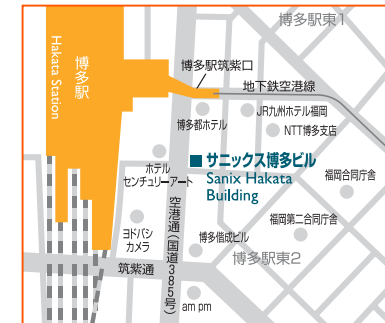 博多駅東1
博多駅筑紫口
博多駅
Hakata Station
地下鉄空港線
JR九州ホテル福岡
博多都ホテル
NTT博多支店
サニックス博多ビル
Sanix Hakata
Building
ホテル
センチュリーアート
福岡合同庁舎
空港通(国道385号)
福岡第二合同庁舎
ヨドバシ
カメラ
博多偕成ビル
博多駅東2
筑紫通
am pm